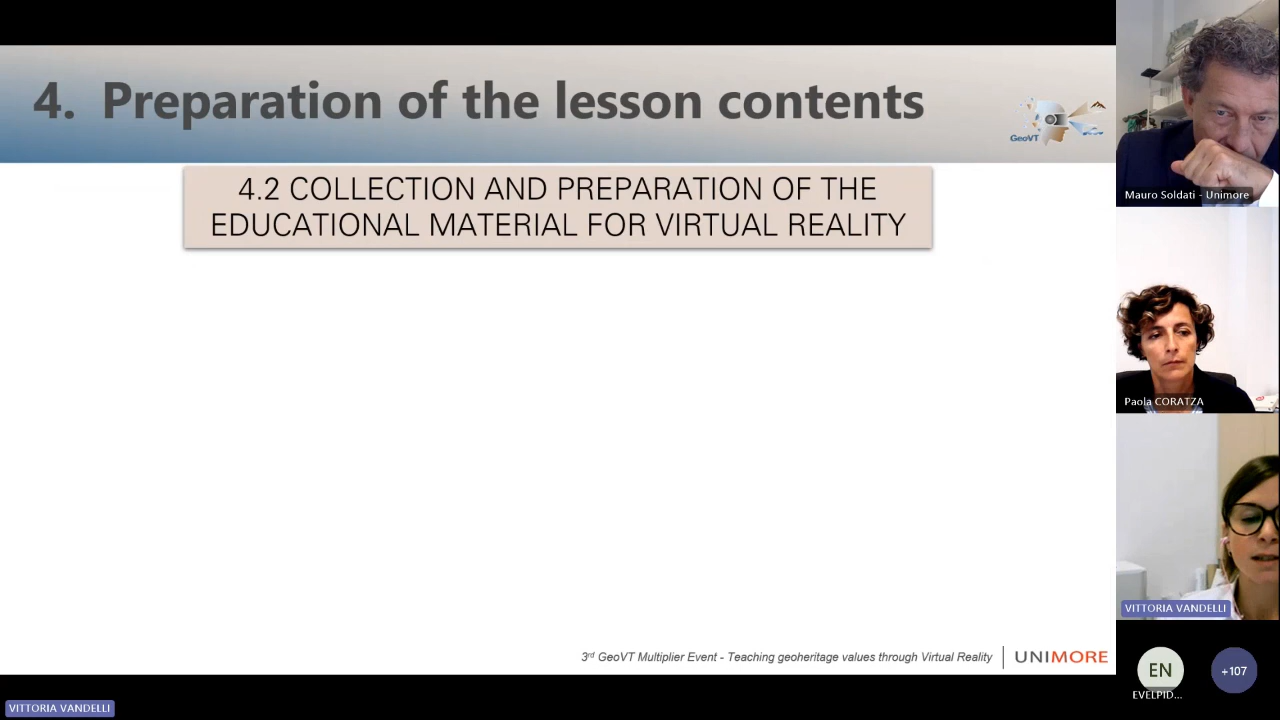 4. Preparation of the lesson contents
GeoVT
4.2 COLLECTION AND PREPARATION OF THE
EDUCATIONAL MATERIAL FOR VIRTUAL REALITY
3rd GeoVT Multiplier Event - Teaching geoheritage values through Virtual Reality
UNIMORE
Mauro Soldati - Unimore
Paola CORATZA
VITTORIA VANDELLI
EN
EVELPID...
+107
VITTORIA VANDELLI